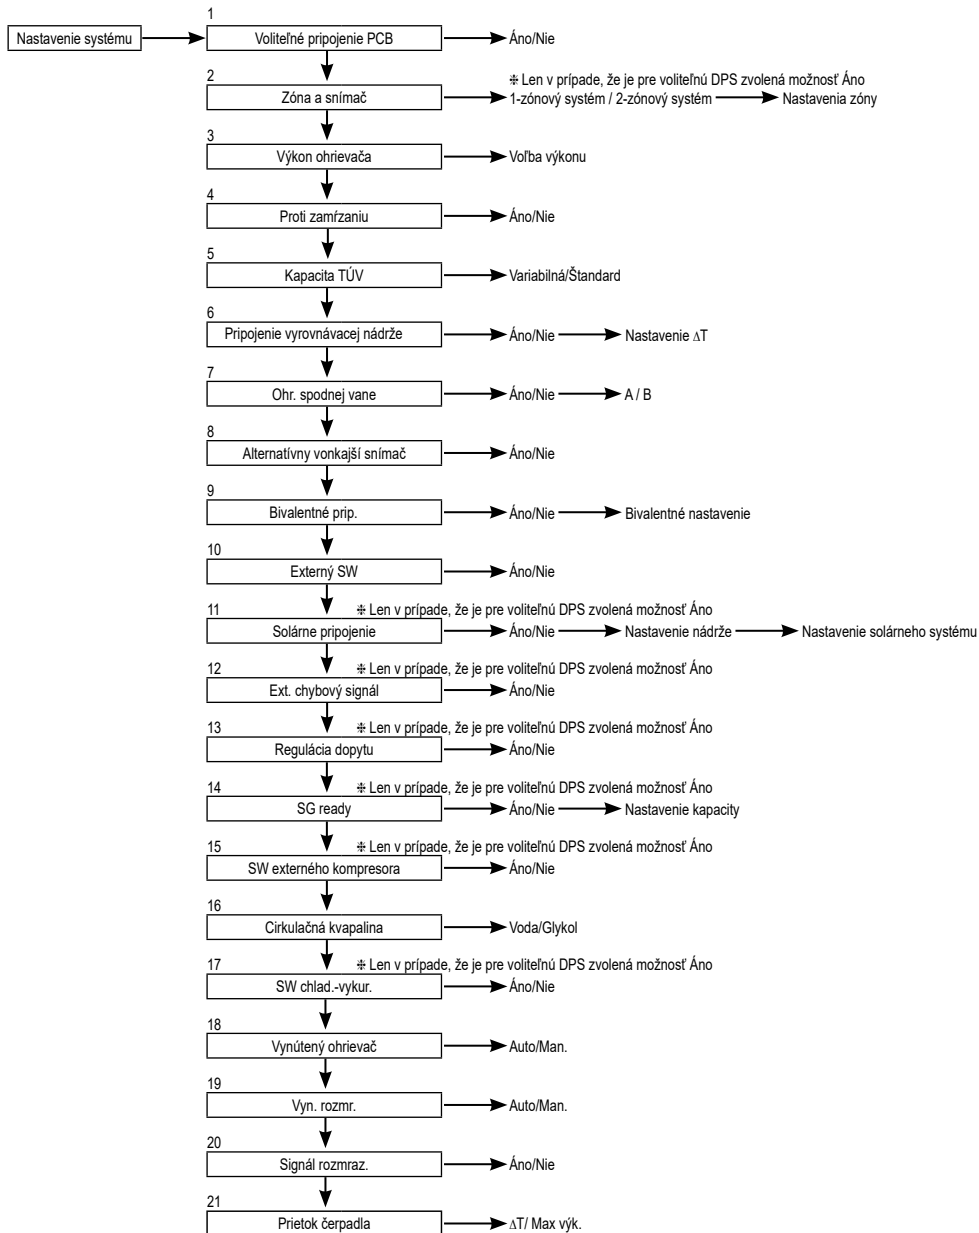 1
Nastavenie systému Voliteľné pripojenie PCB Áno/Nie
2 ⁜ Len v prípade, že je pre voliteľnú DPS zvolená možnosť Áno
Zóna a snímač 1-zónový systém / 2-zónový systém Nastavenia zóny
3
Výkon ohrievača Voľba výkonu
4
Proti zamŕzaniu Áno/Nie
5
Kapacita TÚV Variabilná/Štandard
6
Pripojenie vyrovnávacej nádrže Áno/Nie Nastavenie ΔT
7
Ohr. spodnej vane Áno/Nie A / B
8
Alternatívny vonkajší snímač Áno/Nie
9
Bivalentné prip. Áno/Nie Bivalentné nastavenie
10
Externý SW Áno/Nie
11 ⁜ Len v prípade, že je pre voliteľnú DPS zvolená možnosť Áno
Solárne pripojenie Áno/Nie Nastavenie nádrže Nastavenie solárneho systému
12 ⁜ Len v prípade, že je pre voliteľnú DPS zvolená možnosť Áno
Ext. chybový signál Áno/Nie
13 ⁜ Len v prípade, že je pre voliteľnú DPS zvolená možnosť Áno
Regulácia dopytu Áno/Nie
14 ⁜ Len v prípade, že je pre voliteľnú DPS zvolená možnosť Áno
SG ready Áno/Nie Nastavenie kapacity
15 ⁜ Len v prípade, že je pre voliteľnú DPS zvolená možnosť Áno
SW externého kompresora Áno/Nie
16
Cirkulačná kvapalina Voda/Glykol
17 ⁜ Len v prípade, že je pre voliteľnú DPS zvolená možnosť Áno
SW chlad.-vykur. Áno/Nie
18
Vynútený ohrievač Auto/Man.
19
Vyn. rozmr. Auto/Man.
20
Signál rozmraz. Áno/Nie
21
Prietok čerpadla ΔT/ Max výk.